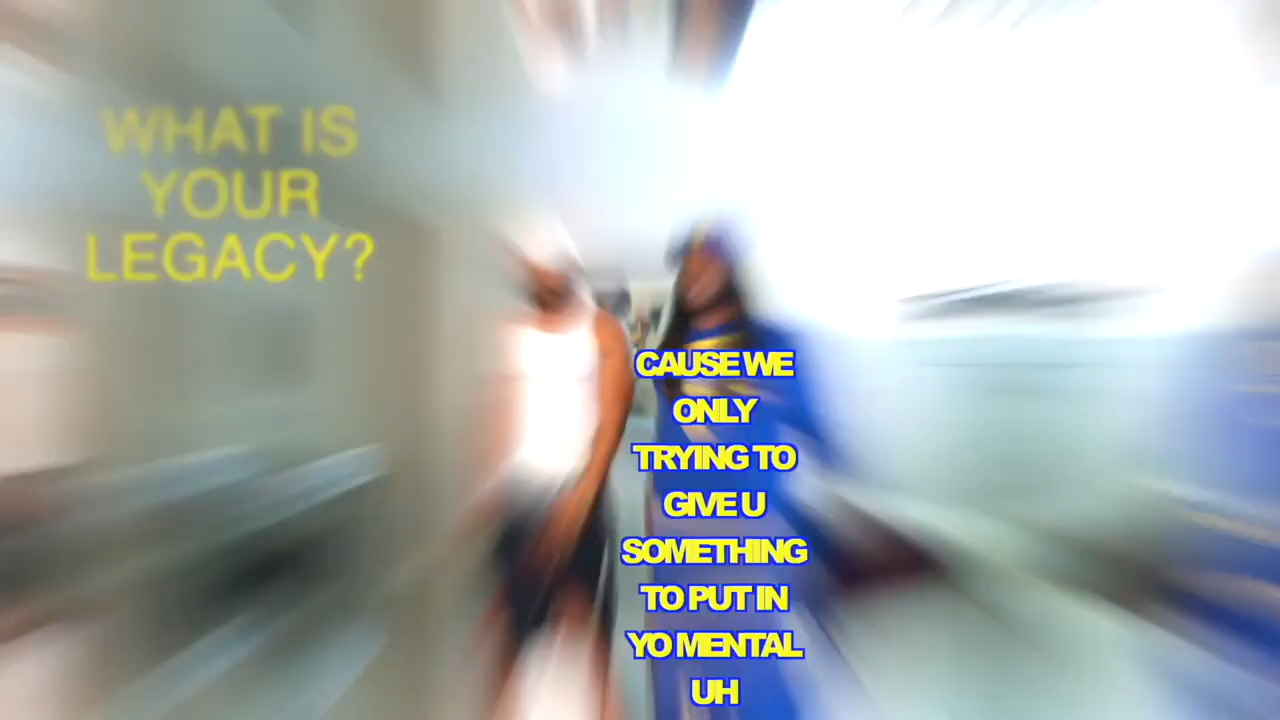 WHAT IS
YOUR
LEGACY?
CAUSE WE
ONLY
TRYING TO
GIVE U
SOMETHING
TO PUT IN
YO MENTAL
UH